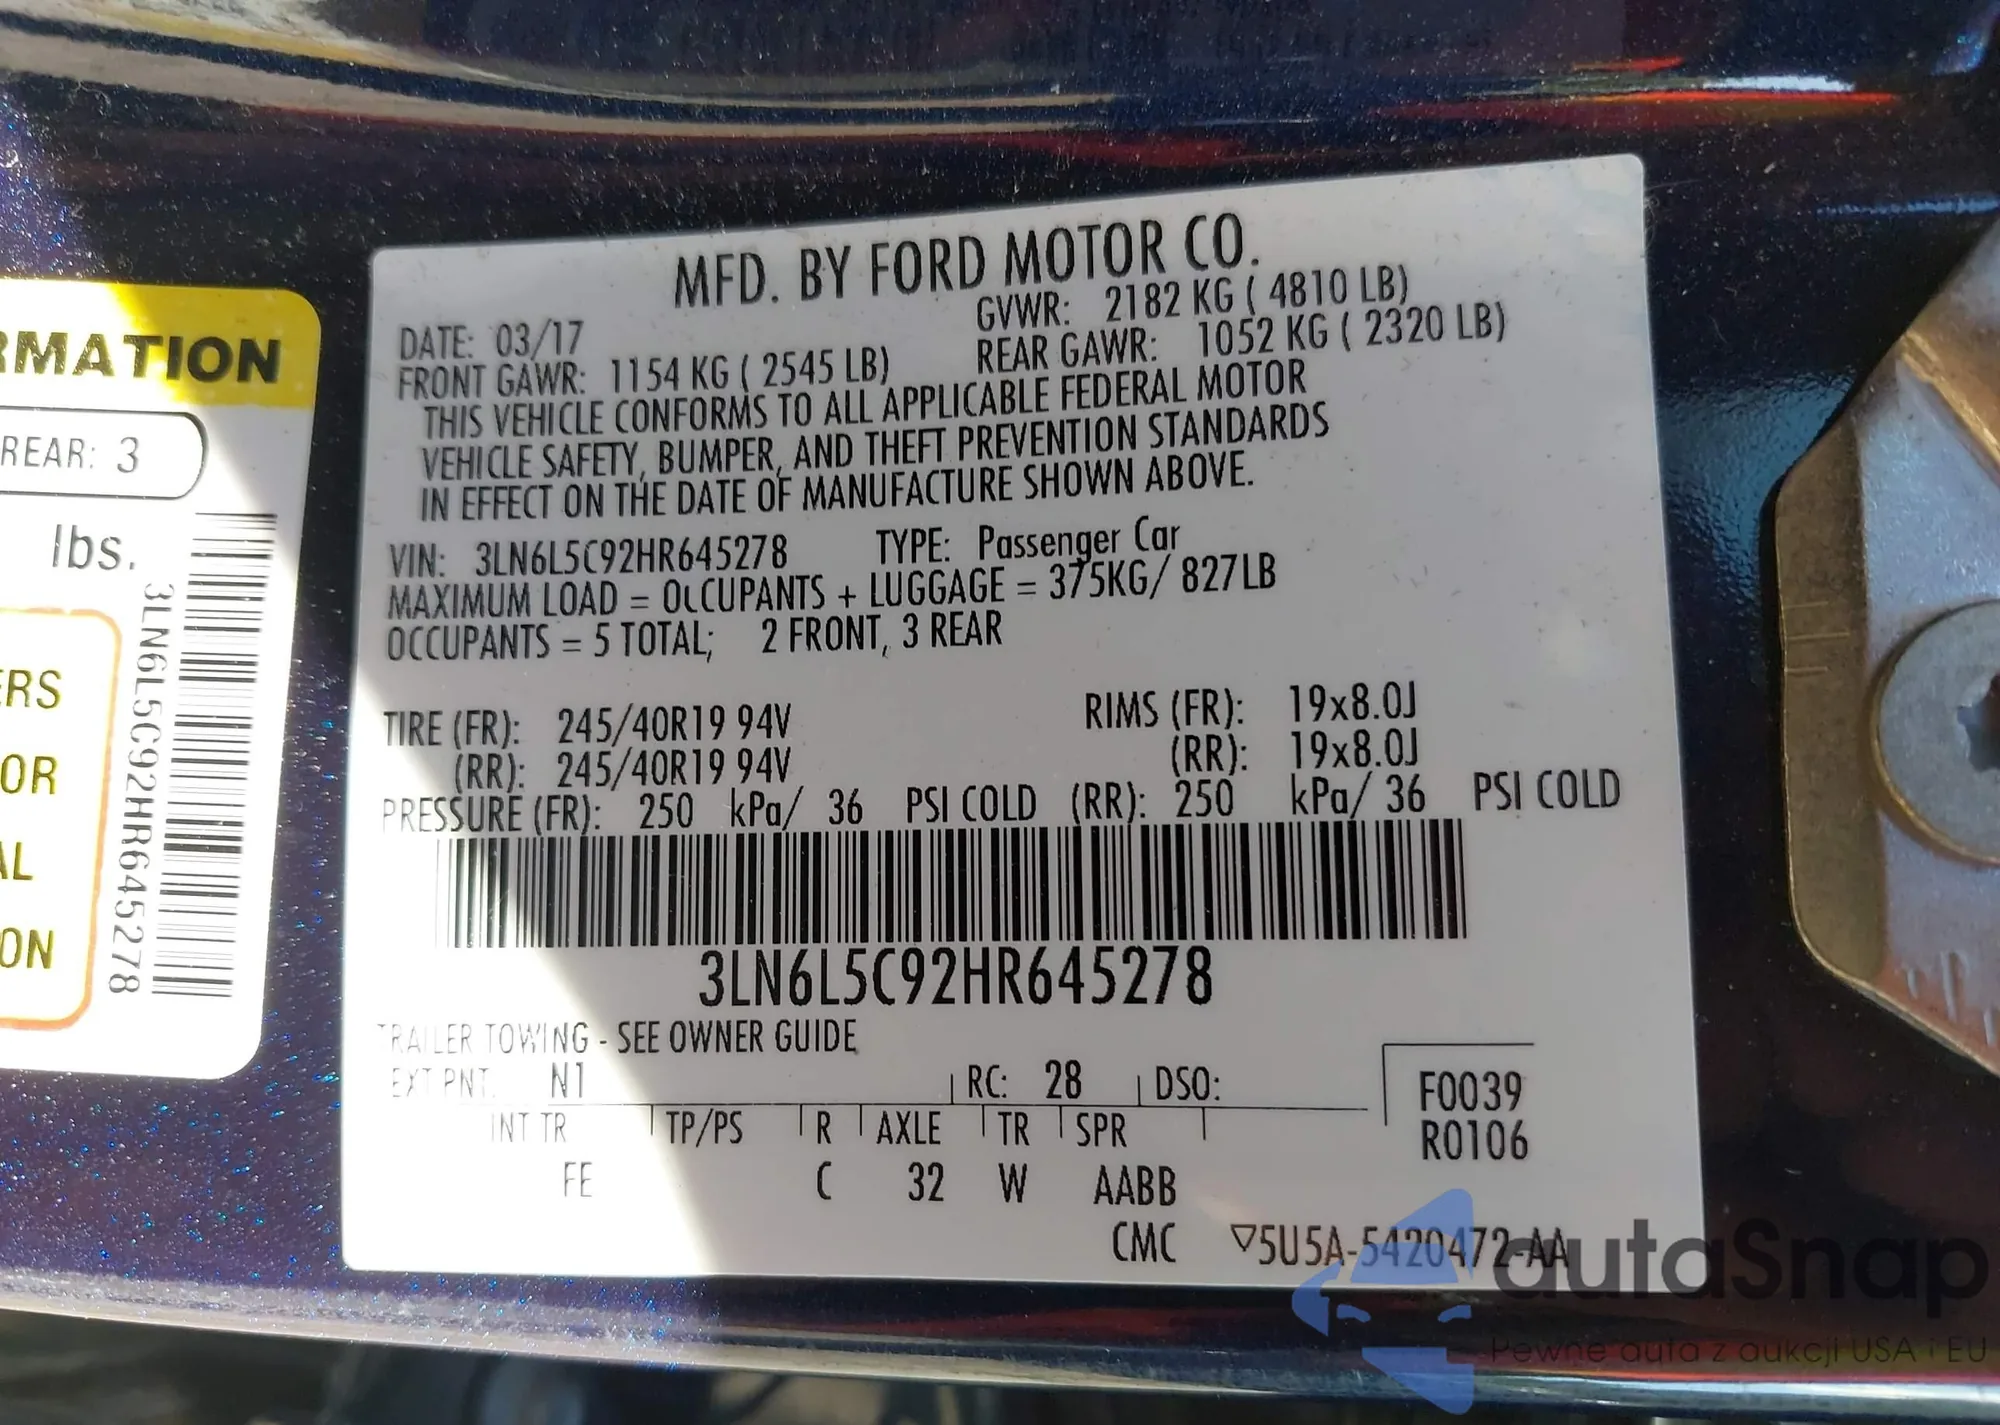 RMATION
REAR: 3
lbs.
ERS
OR
AL
ON
3LN6L5C92HR645278
MFD. BY FORD MOTOR CO.
DATE: 03/17 GVWR: 2182 KG ( 4810 LB)
FRONT GAWR: 1154 KG ( 2545 LB) REAR GAWR: 1052 KG ( 2320 LB)
THIS VEHICLE CONFORMS TO ALL APPLICABLE FEDERAL MOTOR
VEHICLE SAFETY, BUMPER, AND THEFT PREVENTION STANDARDS
IN EFFECT ON THE DATE OF MANUFACTURE SHOWN ABOVE.
VIN: 3LN6L5C92HR645278 TYPE: Passenger Car
MAXIMUM LOAD = OCCUPANTS + LUGGAGE = 375KG/ 827LB
OCCUPANTS = 5 TOTAL; 2 FRONT, 3 REAR
TIRE (FR): 245/40R19 94V RIMS (FR): 19x8.0J
(RR): 245/40R19 94V (RR): 19x8.0J
PRESSURE (FR): 250 kPa/ 36 PSI COLD (RR): 250 kPa/ 36 PSI COLD
3LN6L5C92HR645278
TRAILER TOWING - SEE OWNER GUIDE
EXT PNT: N1 RC: 28 DSO: F0039
INT TR TP/PS R AXLE TR SPR R0106
FE C 32 W AABB
CMC ▽5U5A-5420472-AA
autaSnap
Pewne auta z aukcji USA i EU